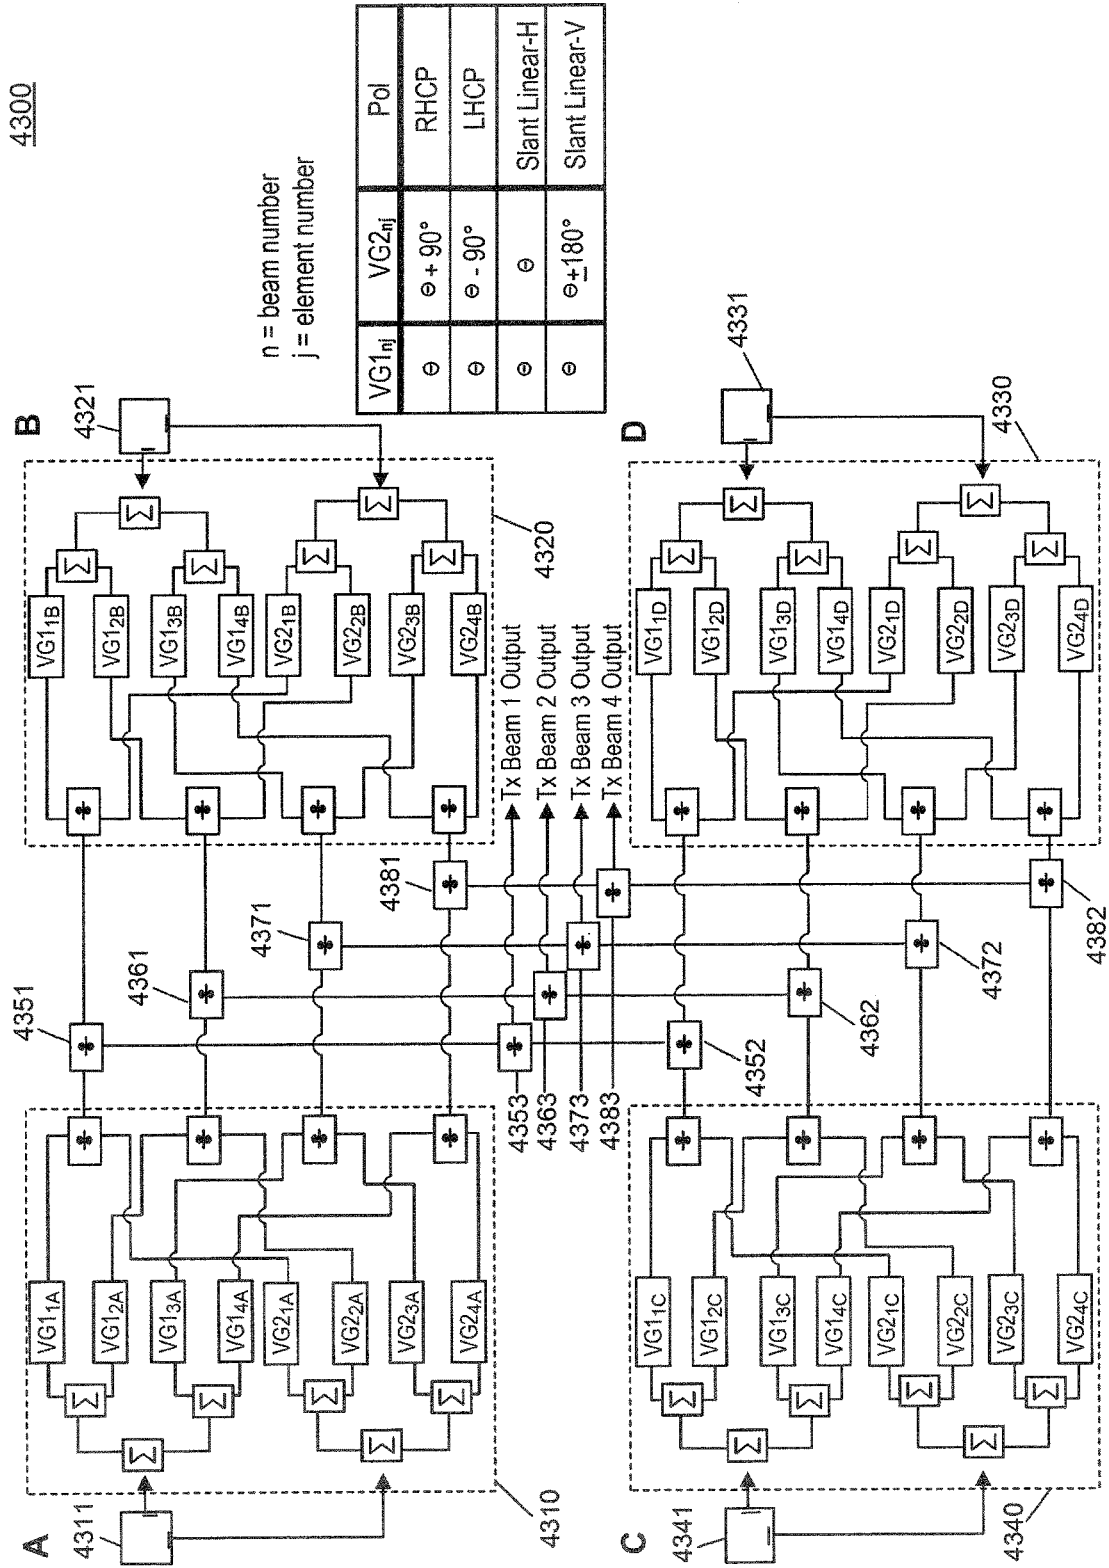 4300
n = beam number
j = element number
VG1nj VG2nj Pol
Θ Θ + 90° RHCP
Θ Θ - 90° LHCP
Θ Θ Slant Linear-H
Θ Θ±180° Slant Linear-V
A
4311
4310
VG11A
VG12A
VG13A
VG14A
VG21A
VG22A
VG23A
VG24A
Σ
Σ
Σ
Σ
Σ
Σ
B
4321
4320
VG11B
VG12B
VG13B
VG14B
VG21B
VG22B
VG23B
VG24B
Σ
Σ
Σ
Σ
Σ
Σ
4351
4361
4371
4381
Tx Beam 1 Output
Tx Beam 2 Output
Tx Beam 3 Output
Tx Beam 4 Output
4353
4363
4373
4383
4352
4362
4372
4382
C
4341
4340
VG11C
VG12C
VG13C
VG14C
VG21C
VG22C
VG23C
VG24C
Σ
Σ
Σ
Σ
Σ
Σ
D
4331
4330
VG11D
VG12D
VG13D
VG14D
VG21D
VG22D
VG23D
VG24D
Σ
Σ
Σ
Σ
Σ
Σ